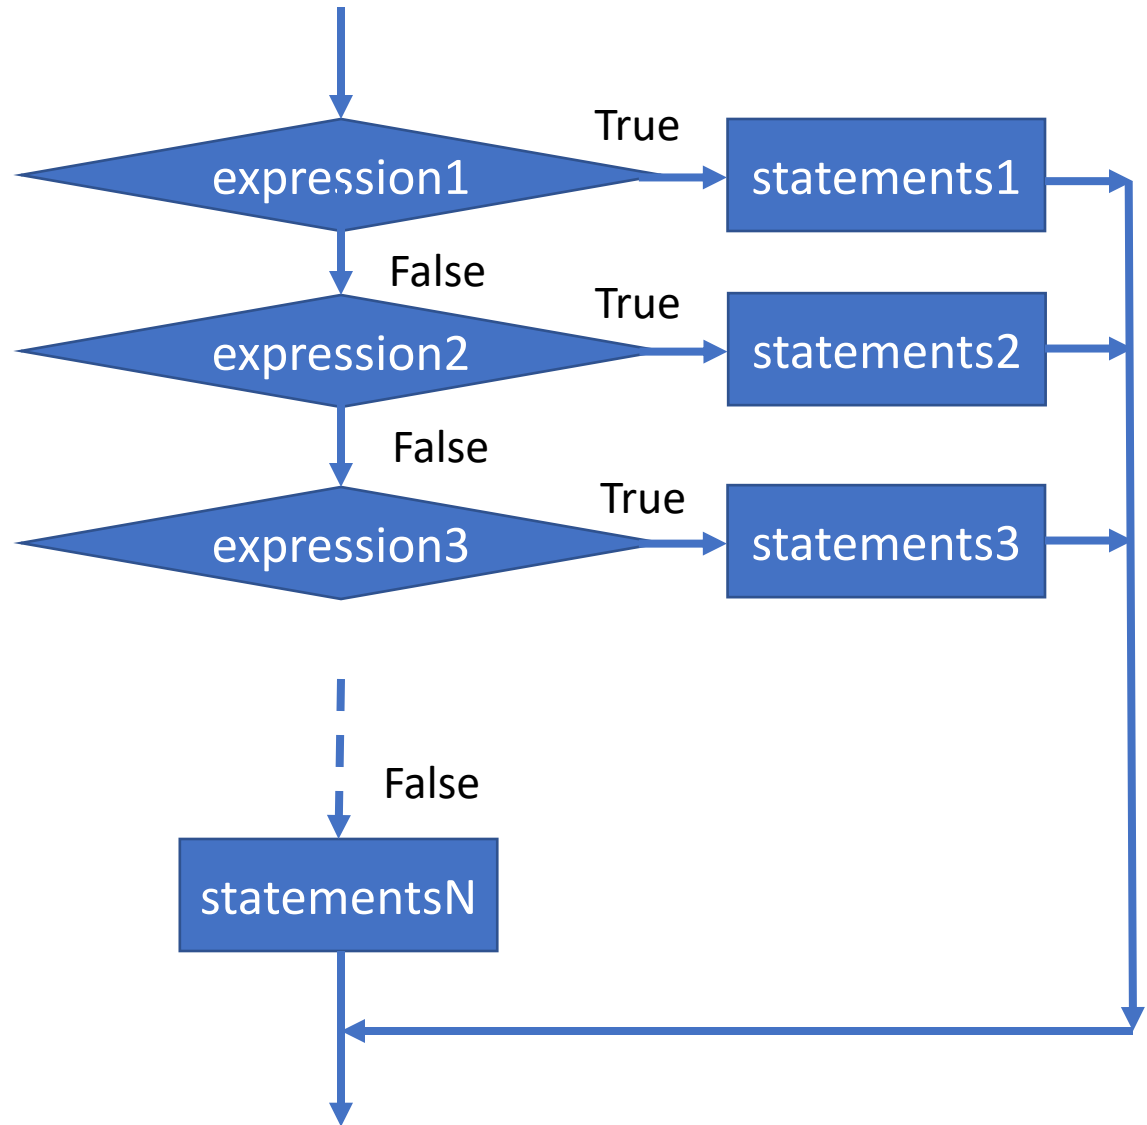 True
expression1
statements1
False
True
expression2
statements2
False
True
expression3
statements3
False
statementsN